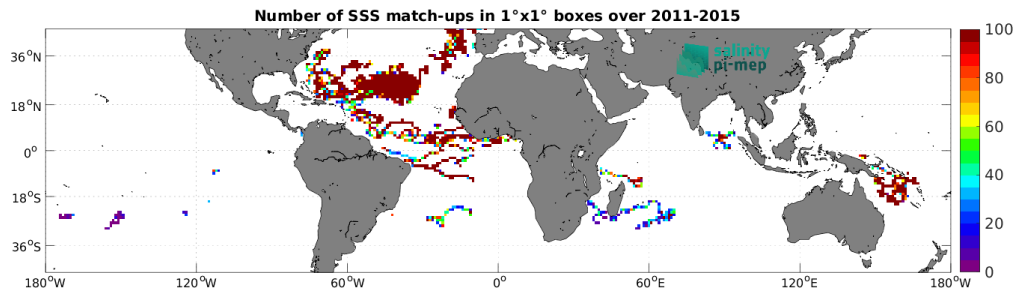 Number of SSS match-ups in 1°x1° boxes over 2011-2015
salinity
pi-mep
36°N
18°N
0°
18°S
36°S
180°W
120°W
60°W
0°
60°E
120°E
180°W
100
80
60
40
20
0